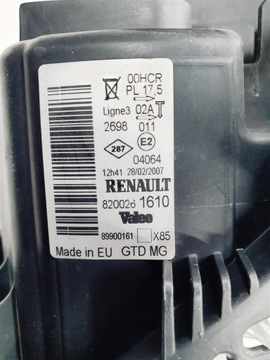 00HCR
PL 17,5
Ligne3 02A
2698 011
287 E2
04064
12h41 28/02/2007
RENAULT
820026 1610
Valeo
89900161 X85
Made in EU GTD MG